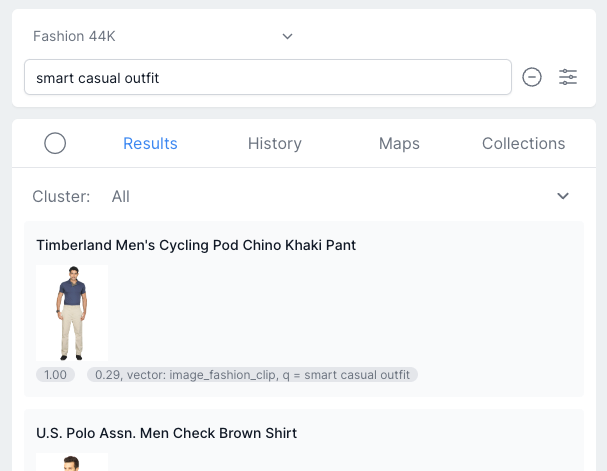 Fashion 44K
smart casual outfit
Results History Maps Collections
Cluster: All
Timberland Men's Cycling Pod Chino Khaki Pant
1.00 0.29, vector: image_fashion_clip, q = smart casual outfit
U.S. Polo Assn. Men Check Brown Shirt